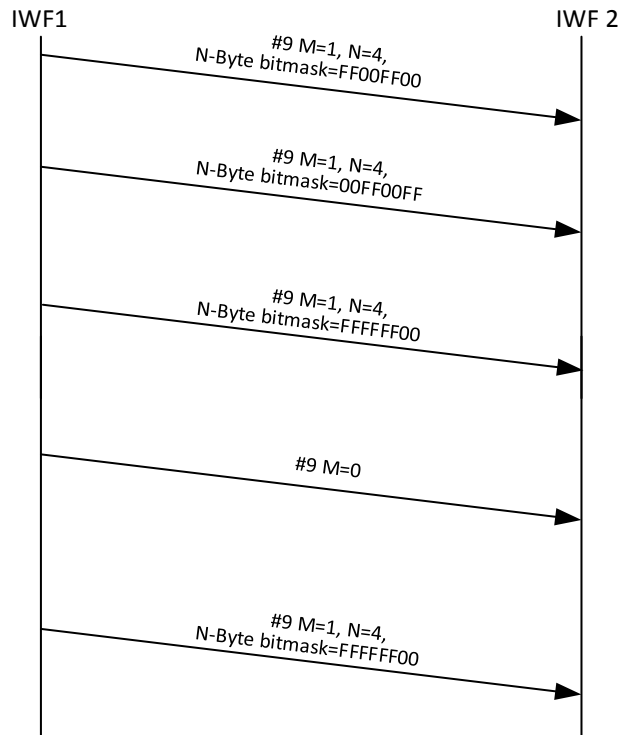 IWF1
IWF 2
#9 M=1, N=4,
N-Byte bitmask=FF00FF00
#9 M=1, N=4,
N-Byte bitmask=00FF00FF
#9 M=1, N=4,
N-Byte bitmask=FFFFFF00
#9 M=0
#9 M=1, N=4,
N-Byte bitmask=FFFFFF00